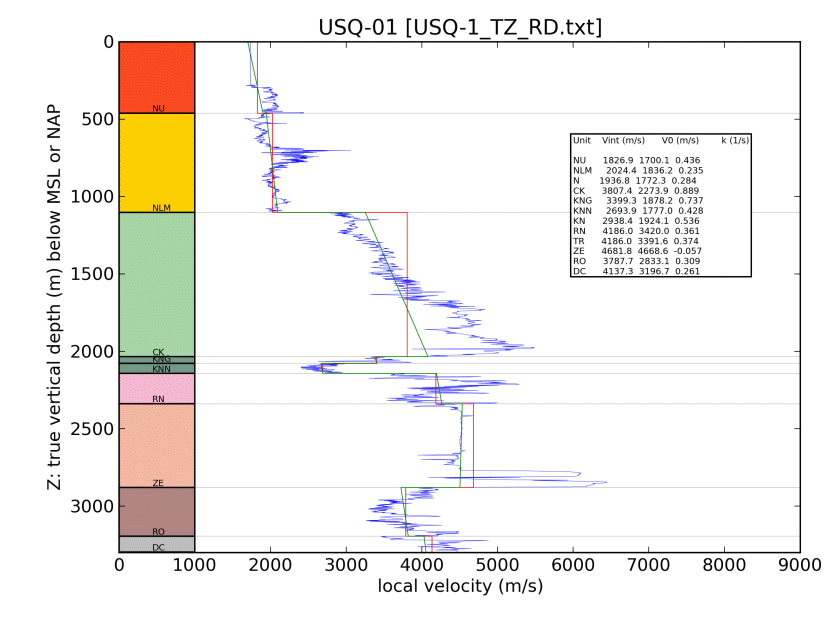 USQ-01 [USQ-1_TZ_RD.txt]
Z: true vertical depth (m) below MSL or NAP
0
500
1000
1500
2000
2500
3000
NU
NLM
CK
KNG
KNN
RN
ZE
RO
DC
Unit Vint (m/s) V0 (m/s) k (1/s)
NU 1826.9 1700.1 0.436
NLM 2024.4 1836.2 0.235
N 1936.8 1772.3 0.284
CK 3807.4 2273.9 0.889
KNG 3399.3 1878.2 0.737
KNN 2693.9 1777.0 0.428
KN 2938.4 1924.1 0.536
RN 4186.0 3420.0 0.361
TR 4186.0 3391.6 0.374
ZE 4681.8 4668.6 -0.057
RO 3787.7 2833.1 0.309
DC 4137.3 3196.7 0.261
0 1000 2000 3000 4000 5000 6000 7000 8000 9000
local velocity (m/s)